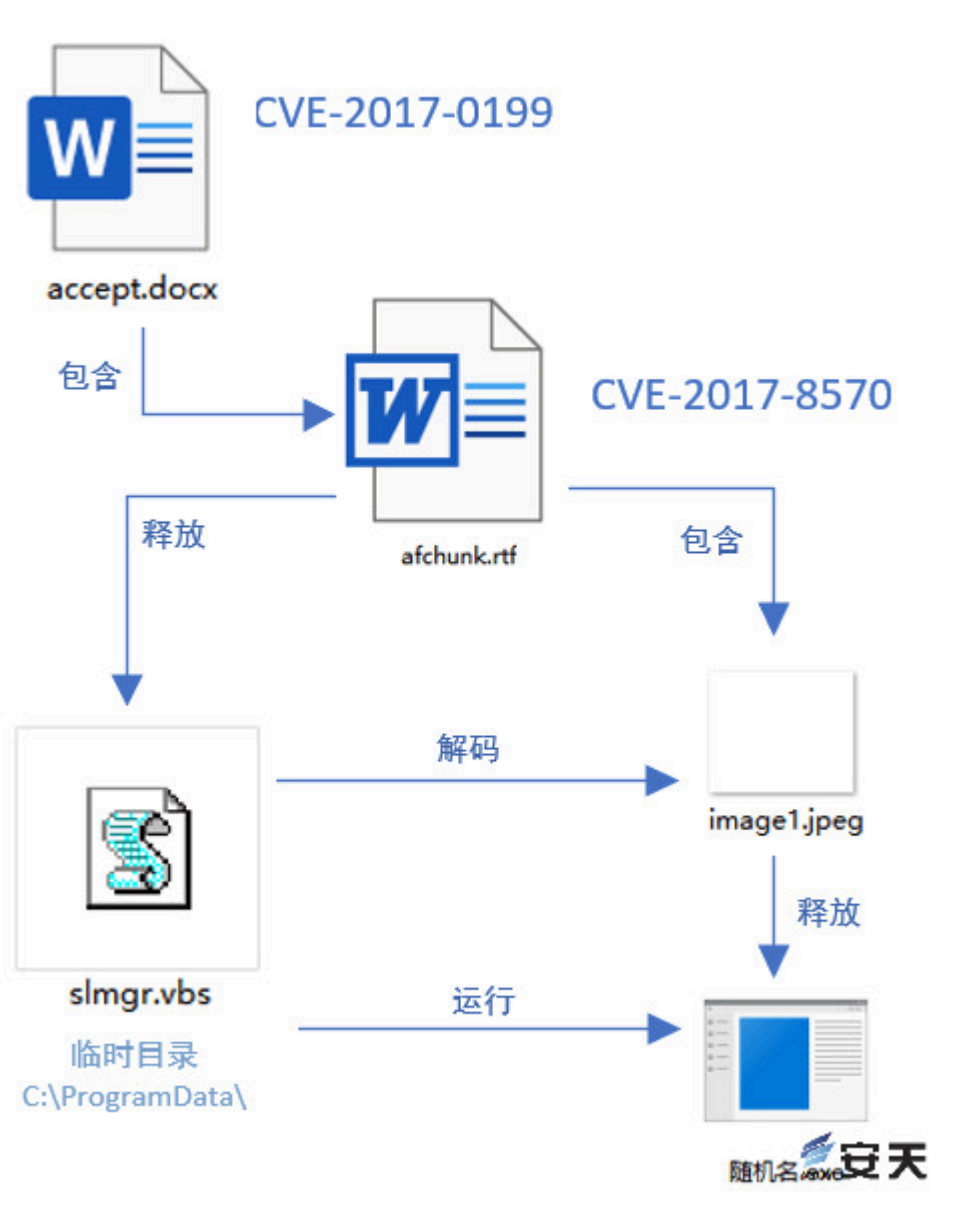 CVE-2017-0199
accept.docx
包含
CVE-2017-8570
afchunk.rtf
释放
包含
解码
image1.jpeg
释放
slmgr.vbs
临时目录
C:\ProgramData\
运行
随机名.exe
安天